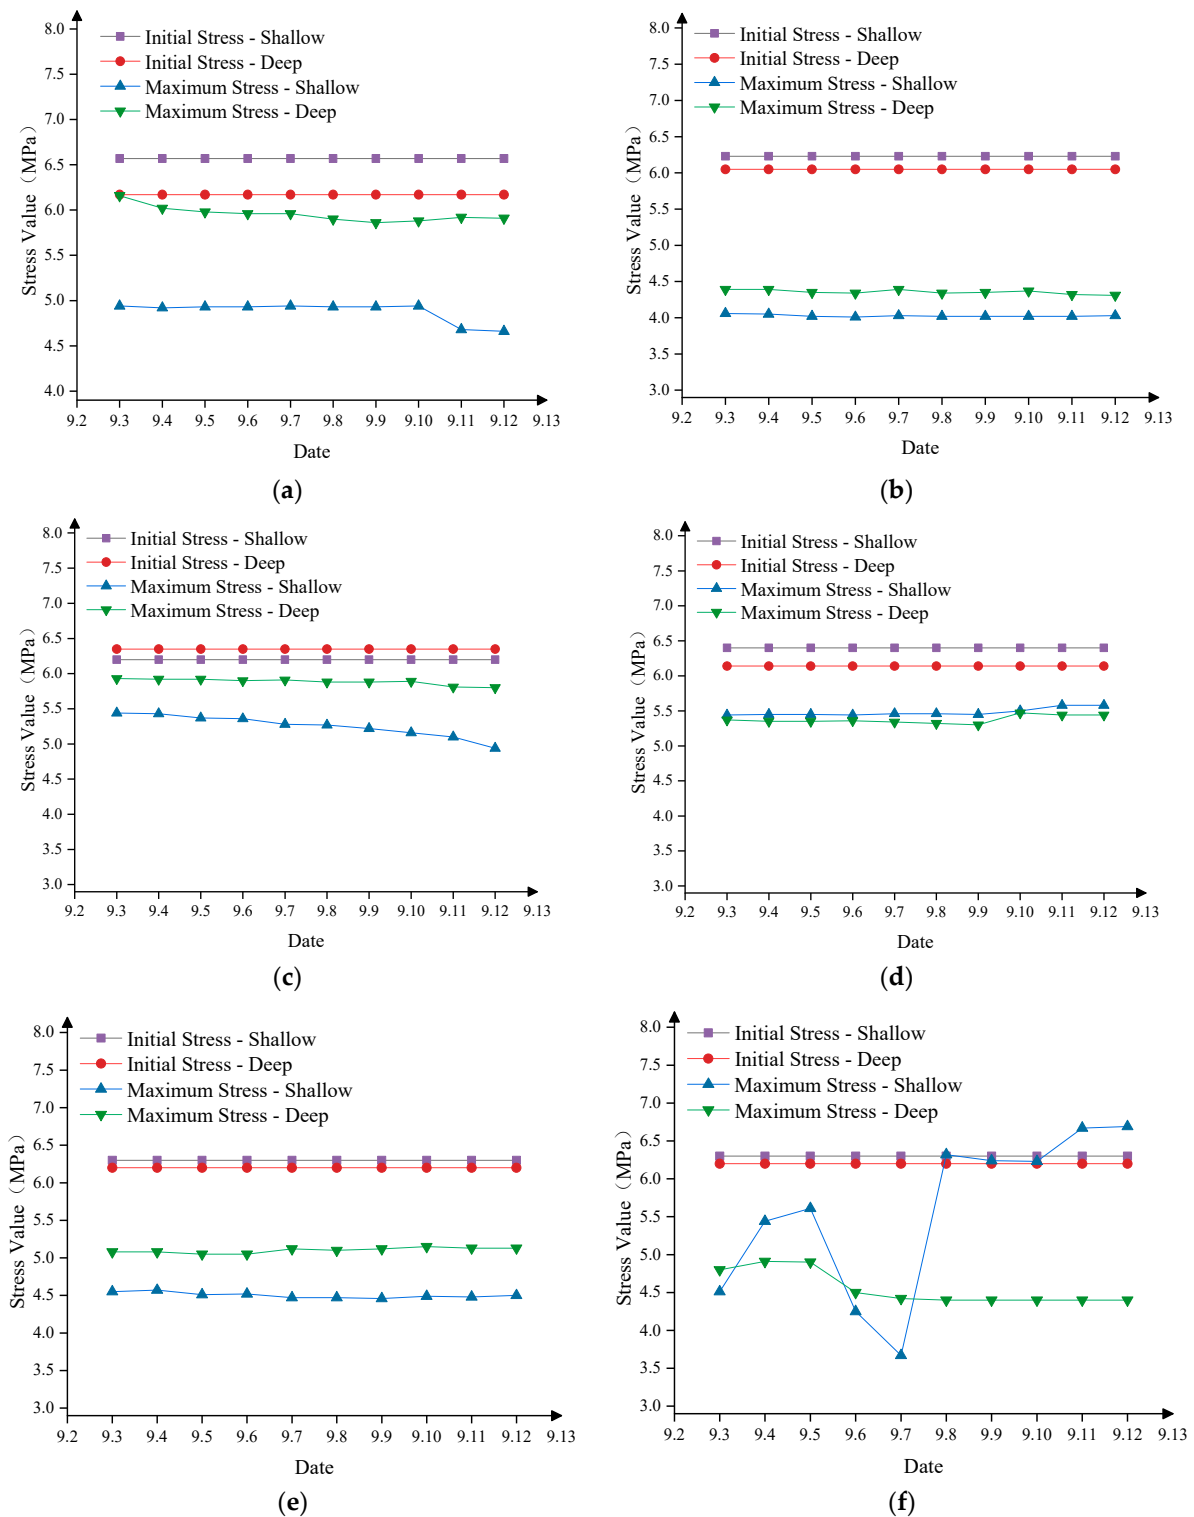 8.0
7.5
7.0
6.5
6.0
5.5
5.0
4.5
4.0
Stress Value（MPa）
Initial Stress - Shallow
Initial Stress - Deep
Maximum Stress - Shallow
Maximum Stress - Deep
9.2 9.3 9.4 9.5 9.6 9.7 9.8 9.9 9.10 9.11 9.12 9.13
Date
(a)
8.0
7.5
7.0
6.5
6.0
5.5
5.0
4.5
4.0
3.5
3.0
Stress Value（MPa）
Initial Stress - Shallow
Initial Stress - Deep
Maximum Stress - Shallow
Maximum Stress - Deep
9.2 9.3 9.4 9.5 9.6 9.7 9.8 9.9 9.10 9.11 9.12 9.13
Date
(b)
8.0
7.5
7.0
6.5
6.0
5.5
5.0
4.5
4.0
3.5
3.0
Stress Value（MPa）
Initial Stress - Shallow
Initial Stress - Deep
Maximum Stress - Shallow
Maximum Stress - Deep
9.2 9.3 9.4 9.5 9.6 9.7 9.8 9.9 9.10 9.11 9.12 9.13
Date
(c)
8.0
7.5
7.0
6.5
6.0
5.5
5.0
4.5
4.0
3.5
3.0
Stress Value（MPa）
Initial Stress - Shallow
Initial Stress - Deep
Maximum Stress - Shallow
Maximum Stress - Deep
9.2 9.3 9.4 9.5 9.6 9.7 9.8 9.9 9.10 9.11 9.12 9.13
Date
(d)
8.0
7.5
7.0
6.5
6.0
5.5
5.0
4.5
4.0
3.5
3.0
Stress Value（MPa）
Initial Stress - Shallow
Initial Stress - Deep
Maximum Stress - Shallow
Maximum Stress - Deep
9.2 9.3 9.4 9.5 9.6 9.7 9.8 9.9 9.10 9.11 9.12 9.13
Date
(e)
8.0
7.5
7.0
6.5
6.0
5.5
5.0
4.5
4.0
3.5
3.0
Stress Value（MPa）
Initial Stress - Shallow
Initial Stress - Deep
Maximum Stress - Shallow
Maximum Stress - Deep
9.2 9.3 9.4 9.5 9.6 9.7 9.8 9.9 9.10 9.11 9.12 9.13
Date
(f)